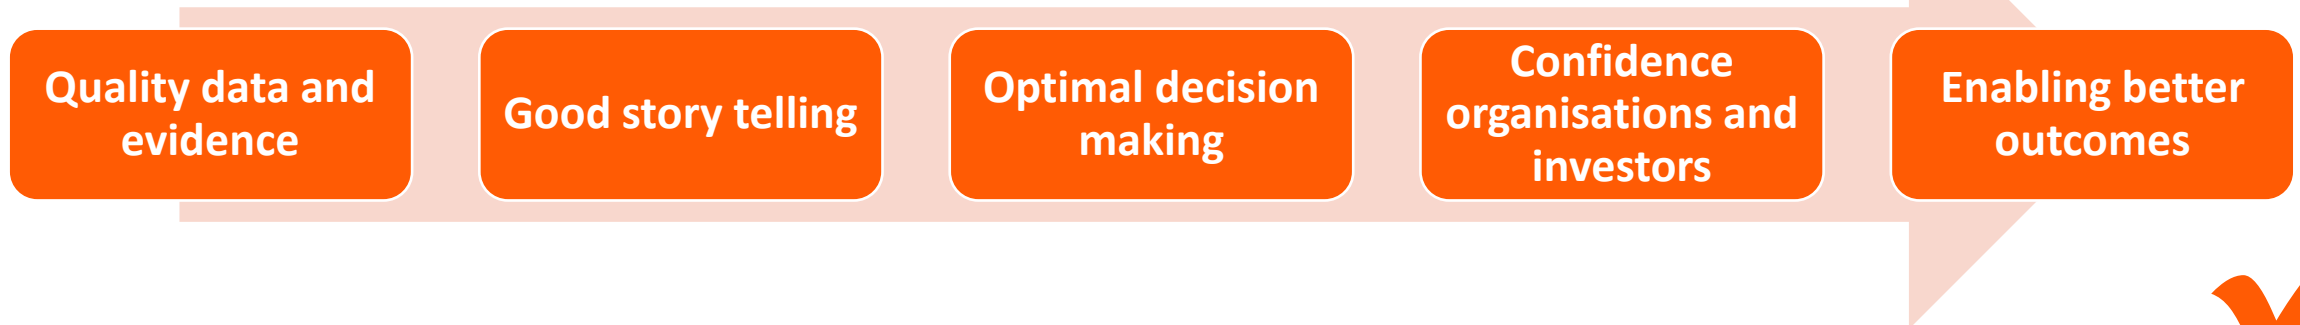 Quality data and
evidence
Good story telling
Optimal decision
making
Confidence
organisations and
investors
Enabling better
outcomes